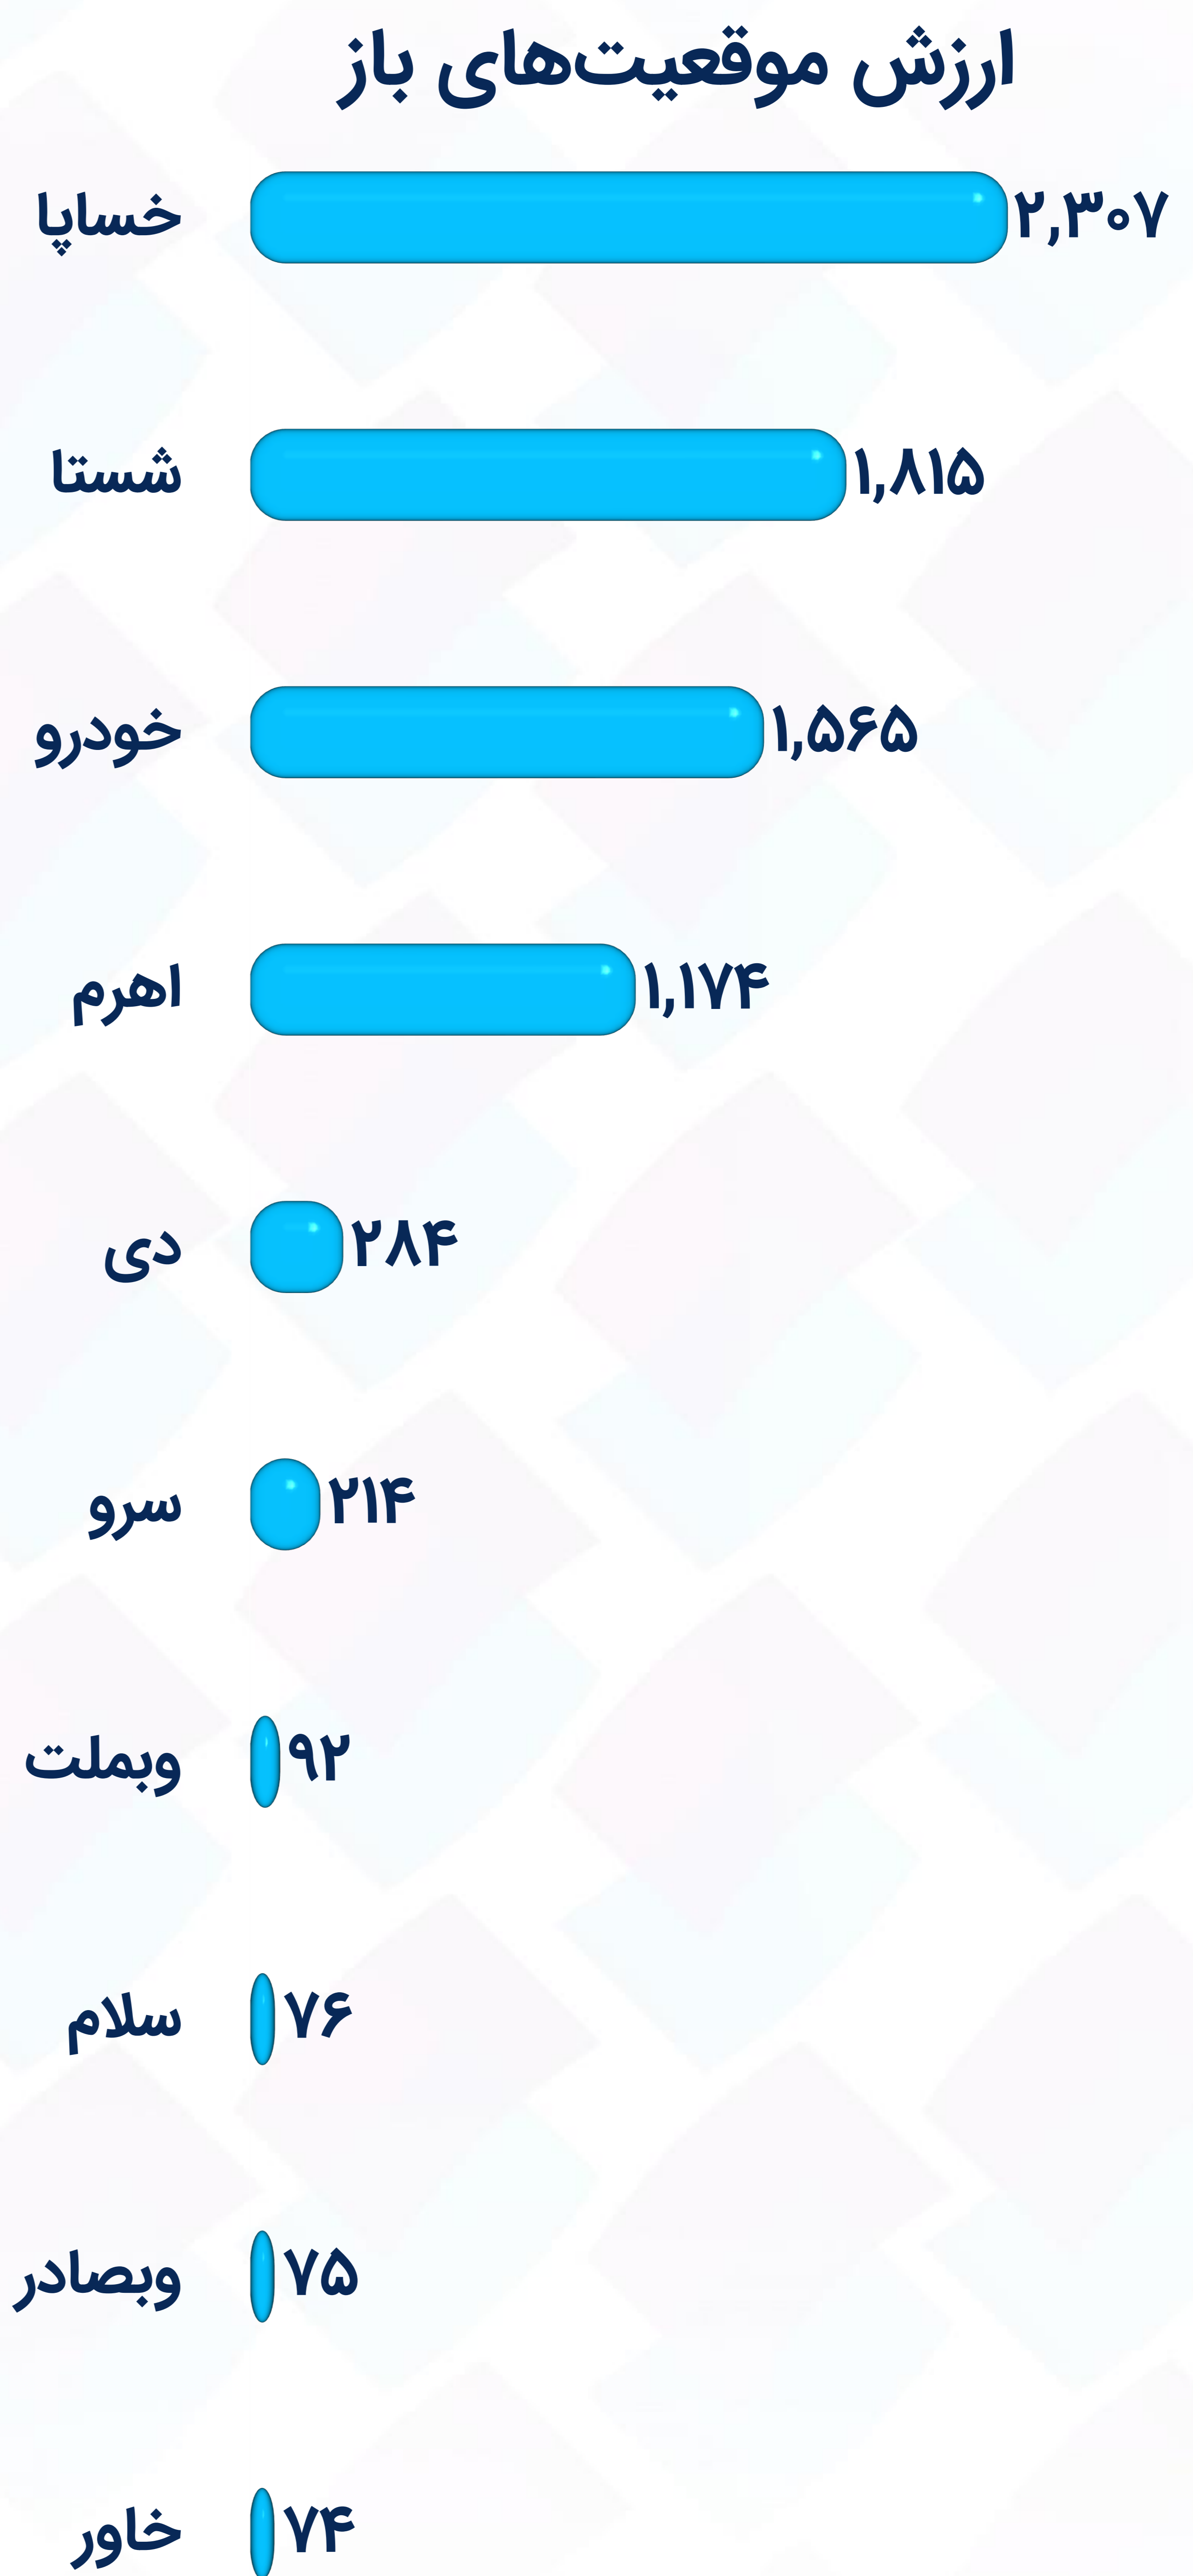 ارزش موقعیت‌های باز
خساپا ۲,۳۰۷
شستا ۱,۸۱۵
خودرو ۱,۵۶۵
اهرم ۱,۱۷۴
دی ۲۸۴
سرو ۲۱۴
وبملت ۹۲
سلام ۷۶
وبصادر ۷۵
خاور ۷۴